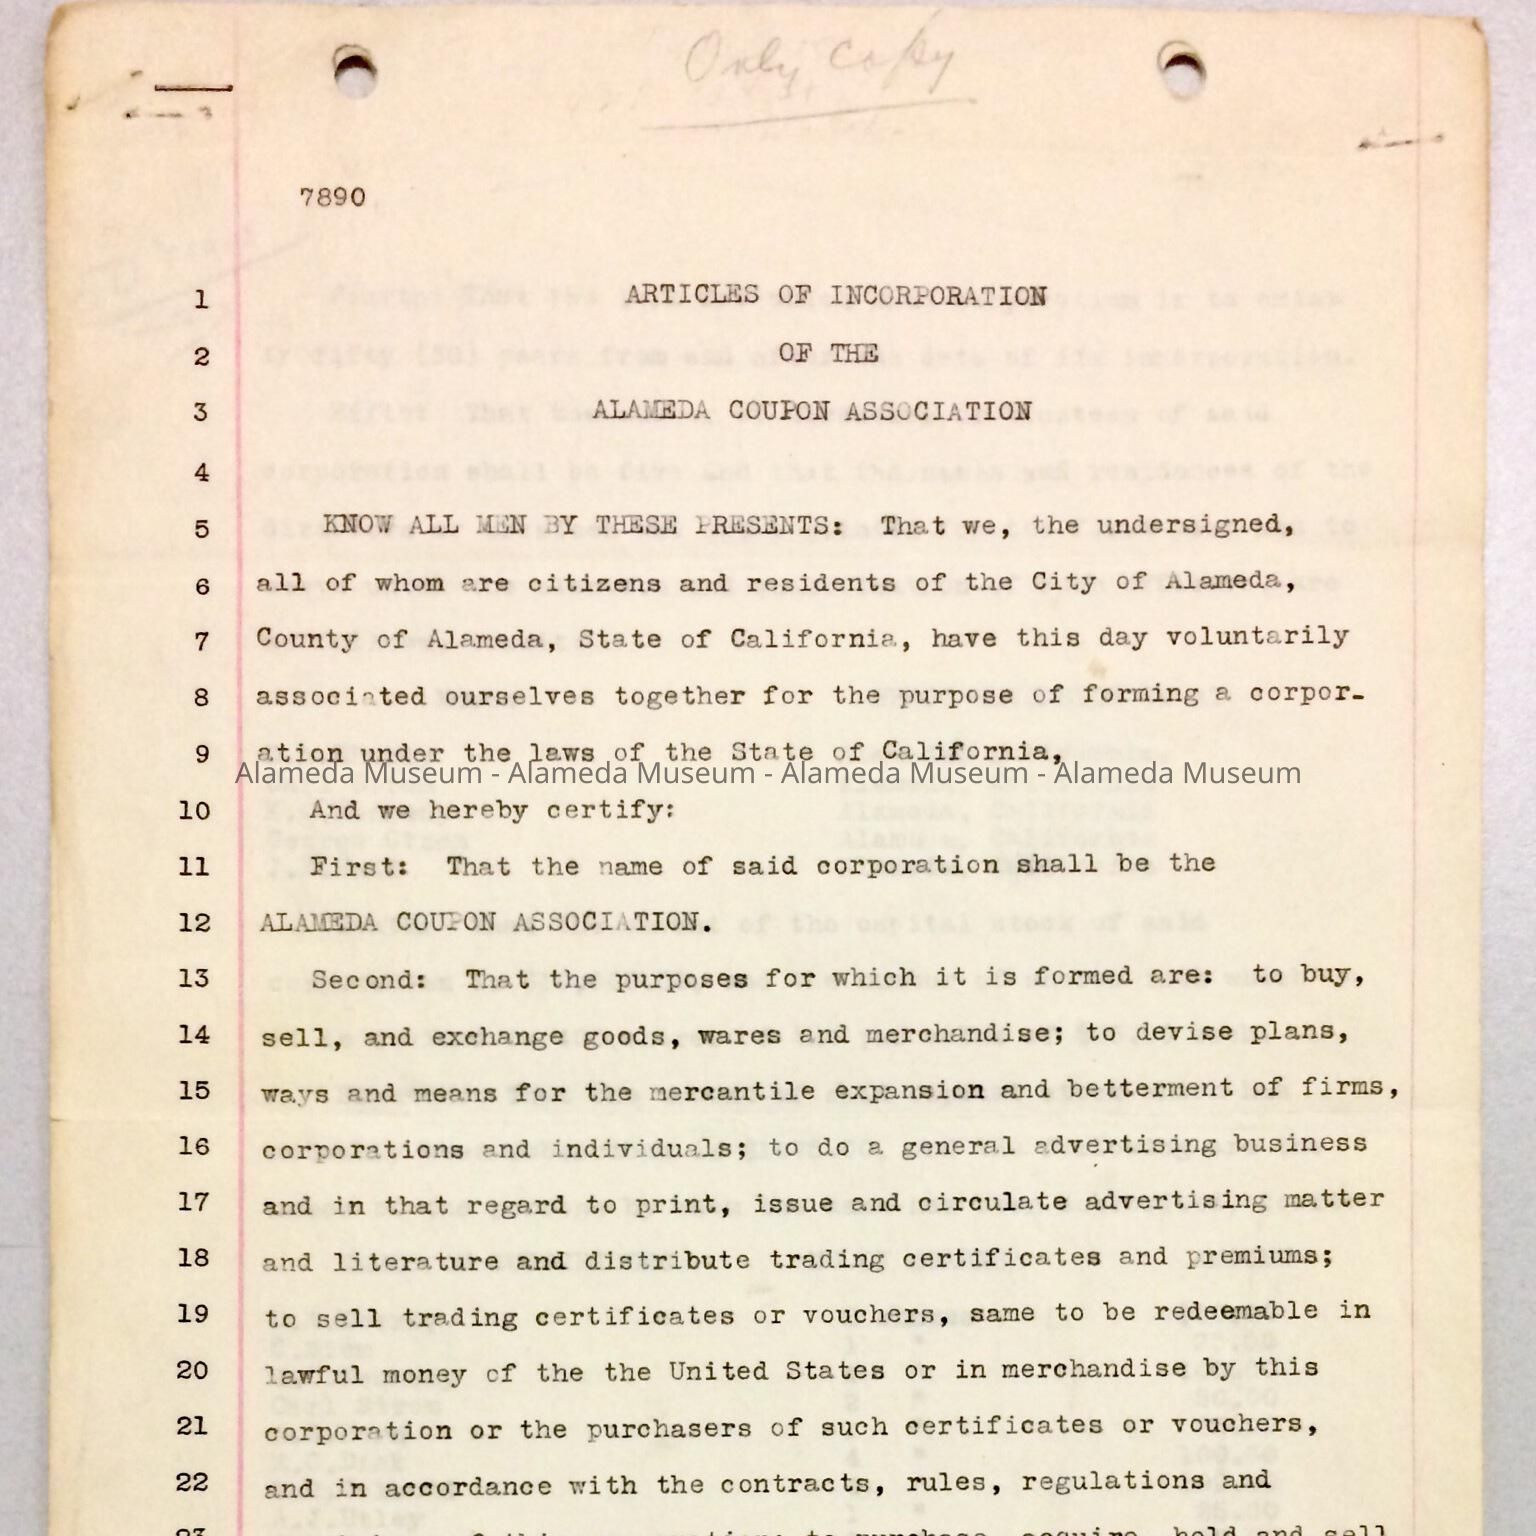 Only copy
7890
1 ARTICLES OF INCORPORATION
2 OF THE
3 ALAMEDA COUPON ASSOCIATION
4
5 KNOW ALL MEN BY THESE PRESENTS: That we, the undersigned,
6 all of whom are citizens and residents of the City of Alameda,
7 County of Alameda, State of California, have this day voluntarily
8 associated ourselves together for the purpose of forming a corpor-
9 ation under the laws of the State of California,
Alameda Museum - Alameda Museum - Alameda Museum - Alameda Museum
10 And we hereby certify:
11 First: That the name of said corporation shall be the
12 ALAMEDA COUPON ASSOCIATION.
13 Second: That the purposes for which it is formed are: to buy,
14 sell, and exchange goods, wares and merchandise; to devise plans,
15 ways and means for the mercantile expansion and betterment of firms,
16 corporations and individuals; to do a general advertising business
17 and in that regard to print, issue and circulate advertising matter
18 and literature and distribute trading certificates and premiums;
19 to sell trading certificates or vouchers, same to be redeemable in
20 lawful money of the the United States or in merchandise by this
21 corporation or the purchasers of such certificates or vouchers,
22 and in accordance with the contracts, rules, regulations and